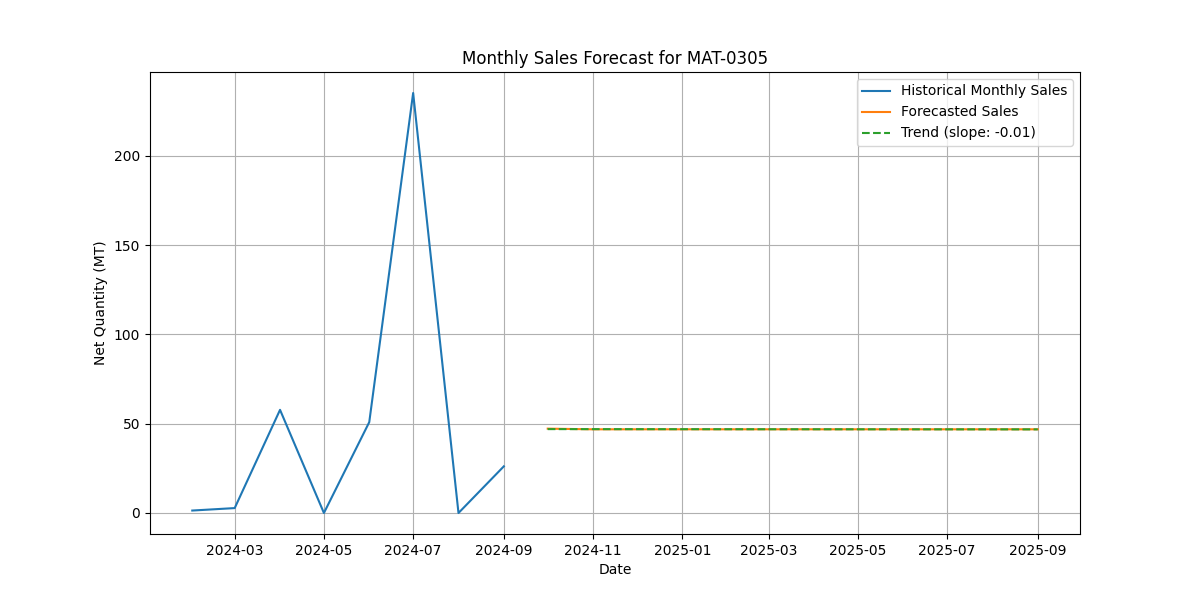 Monthly Sales Forecast for MAT-0305
Historical Monthly Sales
Forecasted Sales
Trend (slope: -0.01)
Net Quantity (MT)
200
150
100
50
0
2024-03 2024-05 2024-07 2024-09 2024-11 2025-01 2025-03 2025-05 2025-07 2025-09
Date